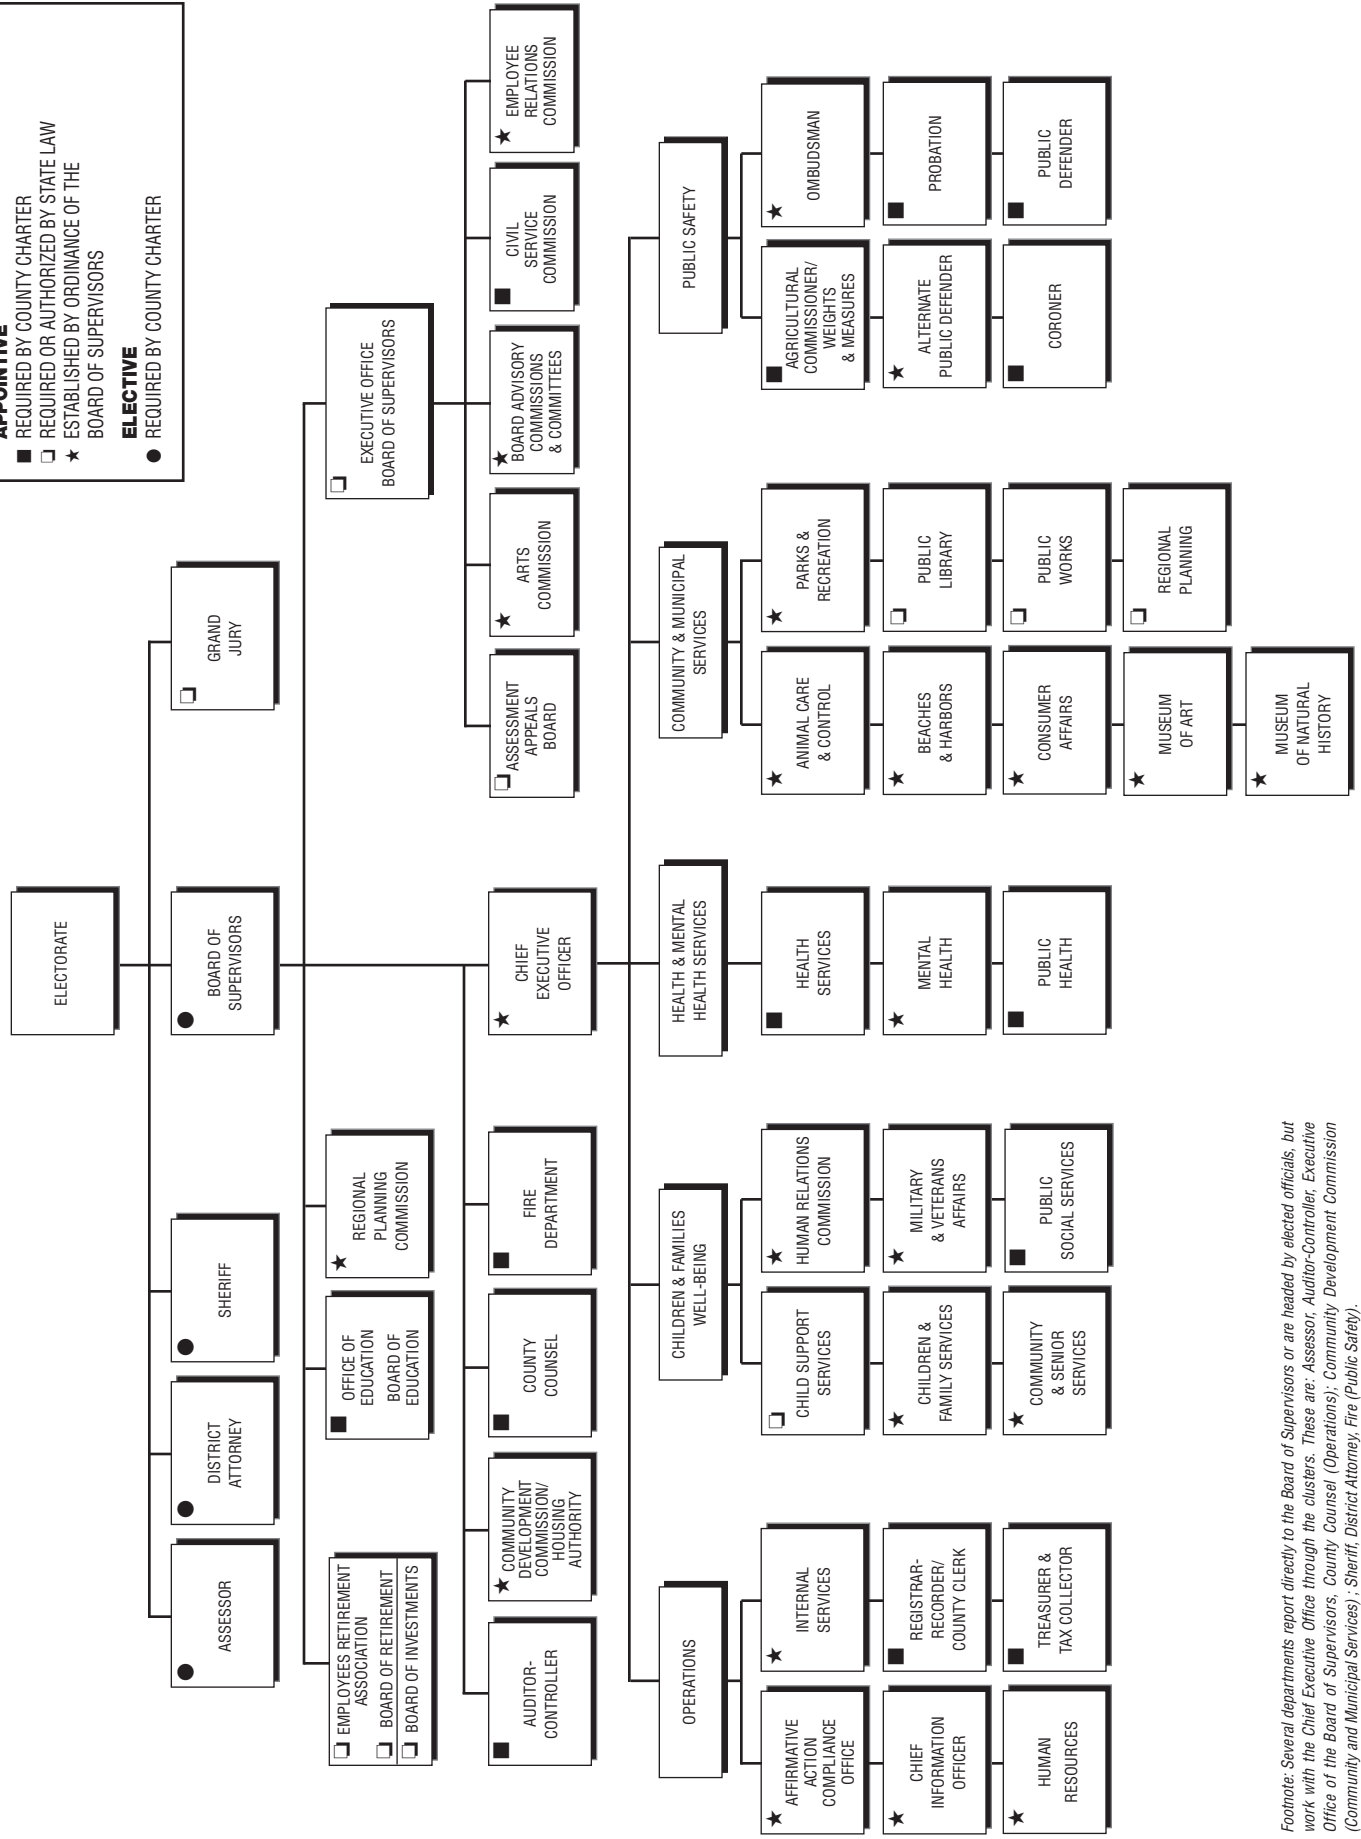 APPOINTIVE
■ REQUIRED BY COUNTY CHARTER
❏ REQUIRED OR AUTHORIZED BY STATE LAW
★ ESTABLISHED BY ORDINANCE OF THE
BOARD OF SUPERVISORS
ELECTIVE
● REQUIRED BY COUNTY CHARTER
ELECTORATE
● ASSESSOR
● DISTRICT
ATTORNEY
● SHERIFF
● BOARD OF
SUPERVISORS
❏ GRAND
JURY
❏ EMPLOYEES RETIREMENT
ASSOCIATION
❏ BOARD OF RETIREMENT
❏ BOARD OF INVESTMENTS
■ OFFICE OF
EDUCATION
BOARD OF
EDUCATION
★ REGIONAL
PLANNING
COMMISSION
❏ EXECUTIVE OFFICE
BOARD OF SUPERVISORS
■ AUDITOR-
CONTROLLER
★ COMMUNITY
DEVELOPMENT
COMMISSION/
HOUSING
AUTHORITY
■ COUNTY
COUNSEL
■ FIRE
DEPARTMENT
★ CHIEF
EXECUTIVE
OFFICER
❏ ASSESSMENT
APPEALS
BOARD
★ ARTS
COMMISSION
★ BOARD ADVISORY
COMMISSIONS
& COMMITTEES
■ CIVIL
SERVICE
COMMISSION
★ EMPLOYEE
RELATIONS
COMMISSION
OPERATIONS
★ AFFIRMATIVE
ACTION
COMPLIANCE
OFFICE
★ INTERNAL
SERVICES
★ CHIEF
INFORMATION
OFFICER
■ REGISTRAR-
RECORDER/
COUNTY CLERK
★ HUMAN
RESOURCES
■ TREASURER &
TAX COLLECTOR
CHILDREN & FAMILIES
WELL-BEING
❏ CHILD SUPPORT
SERVICES
★ HUMAN RELATIONS
COMMISSION
★ CHILDREN &
FAMILY SERVICES
★ MILITARY
& VETERANS
AFFAIRS
★ COMMUNITY
& SENIOR
SERVICES
■ PUBLIC
SOCIAL SERVICES
HEALTH & MENTAL
HEALTH SERVICES
■ HEALTH
SERVICES
★ MENTAL
HEALTH
■ PUBLIC
HEALTH
COMMUNITY & MUNICIPAL
SERVICES
★ ANIMAL CARE
& CONTROL
★ PARKS &
RECREATION
★ BEACHES
& HARBORS
❏ PUBLIC
LIBRARY
★ CONSUMER
AFFAIRS
❏ PUBLIC
WORKS
★ MUSEUM
OF ART
❏ REGIONAL
PLANNING
★ MUSEUM
OF NATURAL
HISTORY
PUBLIC SAFETY
■ AGRICULTURAL
COMMISSIONER/
WEIGHTS
& MEASURES
★ OMBUDSMAN
★ ALTERNATE
PUBLIC DEFENDER
■ PROBATION
■ CORONER
■ PUBLIC
DEFENDER
Footnote: Several departments report directly to the Board of Supervisors or are headed by elected officials, but
work with the Chief Executive Office through the clusters. These are: Assessor, Auditor-Controller, Executive
Office of the Board of Supervisors, County Counsel (Operations); Community Development Commission
(Community and Municipal Services) ; Sheriff, District Attorney, Fire (Public Safety).